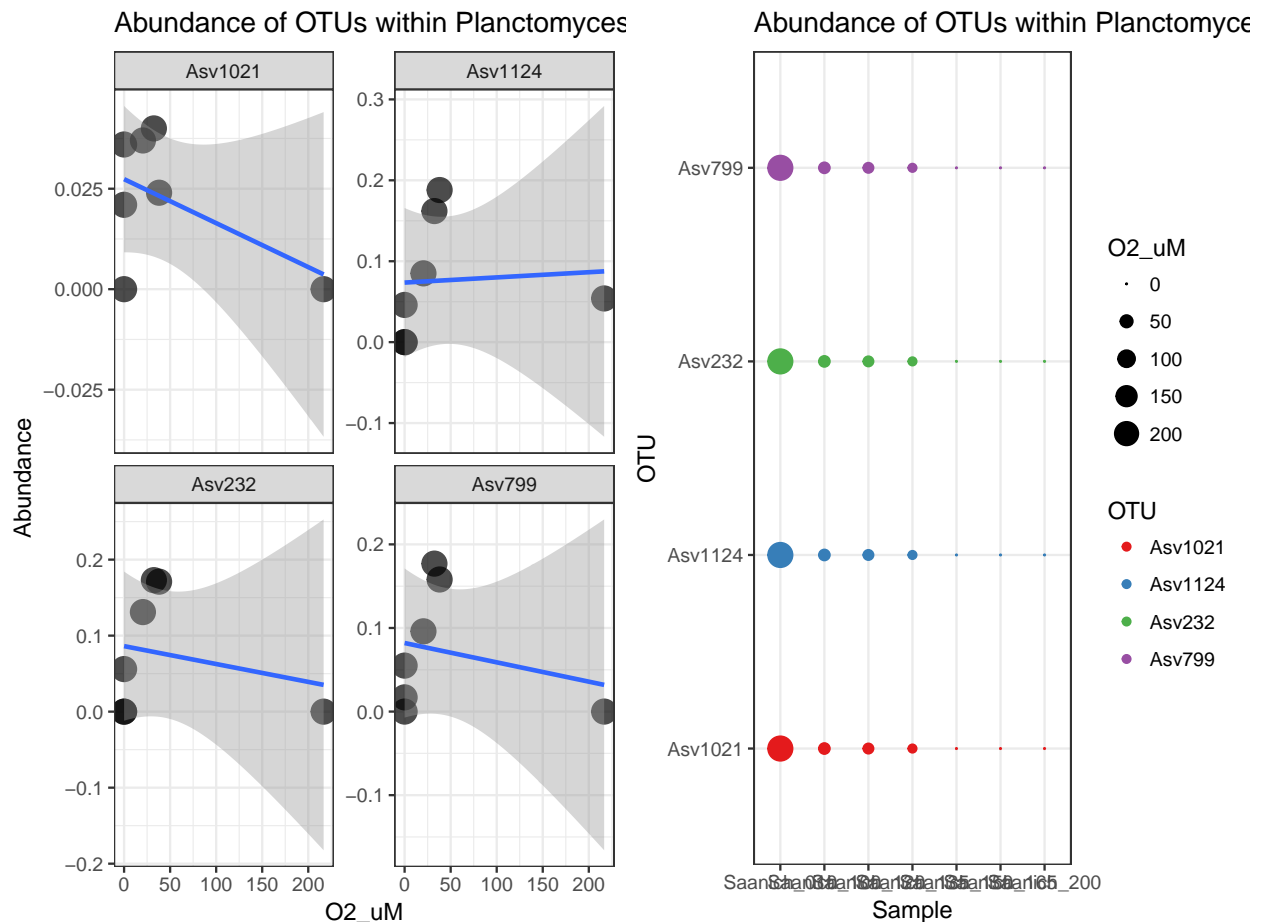 Abundance of OTUs within Planctomyces
Asv1021
Asv1124
0.025
0.000
−0.025
0.3
0.2
0.1
0.0
−0.1
Asv232
Asv799
0.2
0.1
0.0
−0.1
−0.2
0.2
0.1
0.0
−0.1
0 50 100 150 200
0 50 100 150 200
Abundance
O2_uM
Abundance of OTUs within Planctomyce
Asv799
Asv232
Asv1124
Asv1021
OTU
_200
Sample
O2_uM
0
50
100
150
200
OTU
Asv1021
Asv1124
Asv232
Asv799